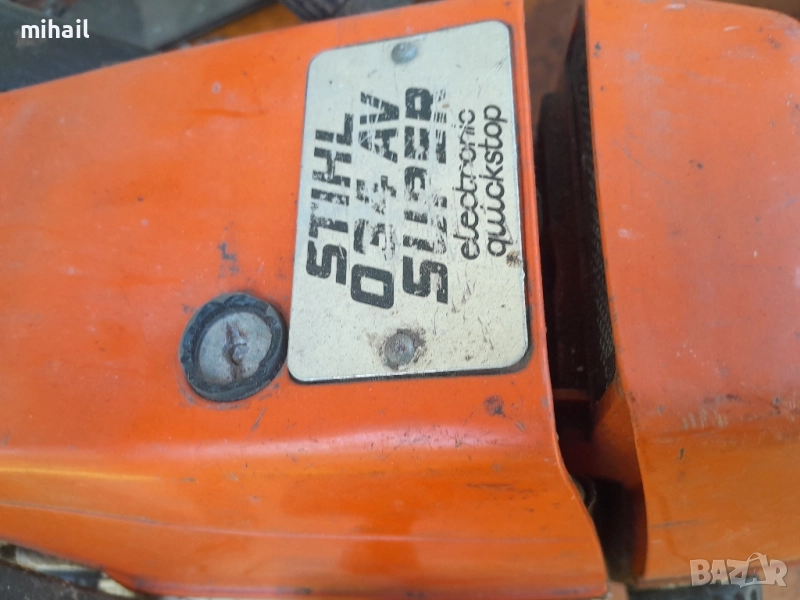 mihail
STIHL
034 AV
SUPER
electronic
quickstop
BAZAR